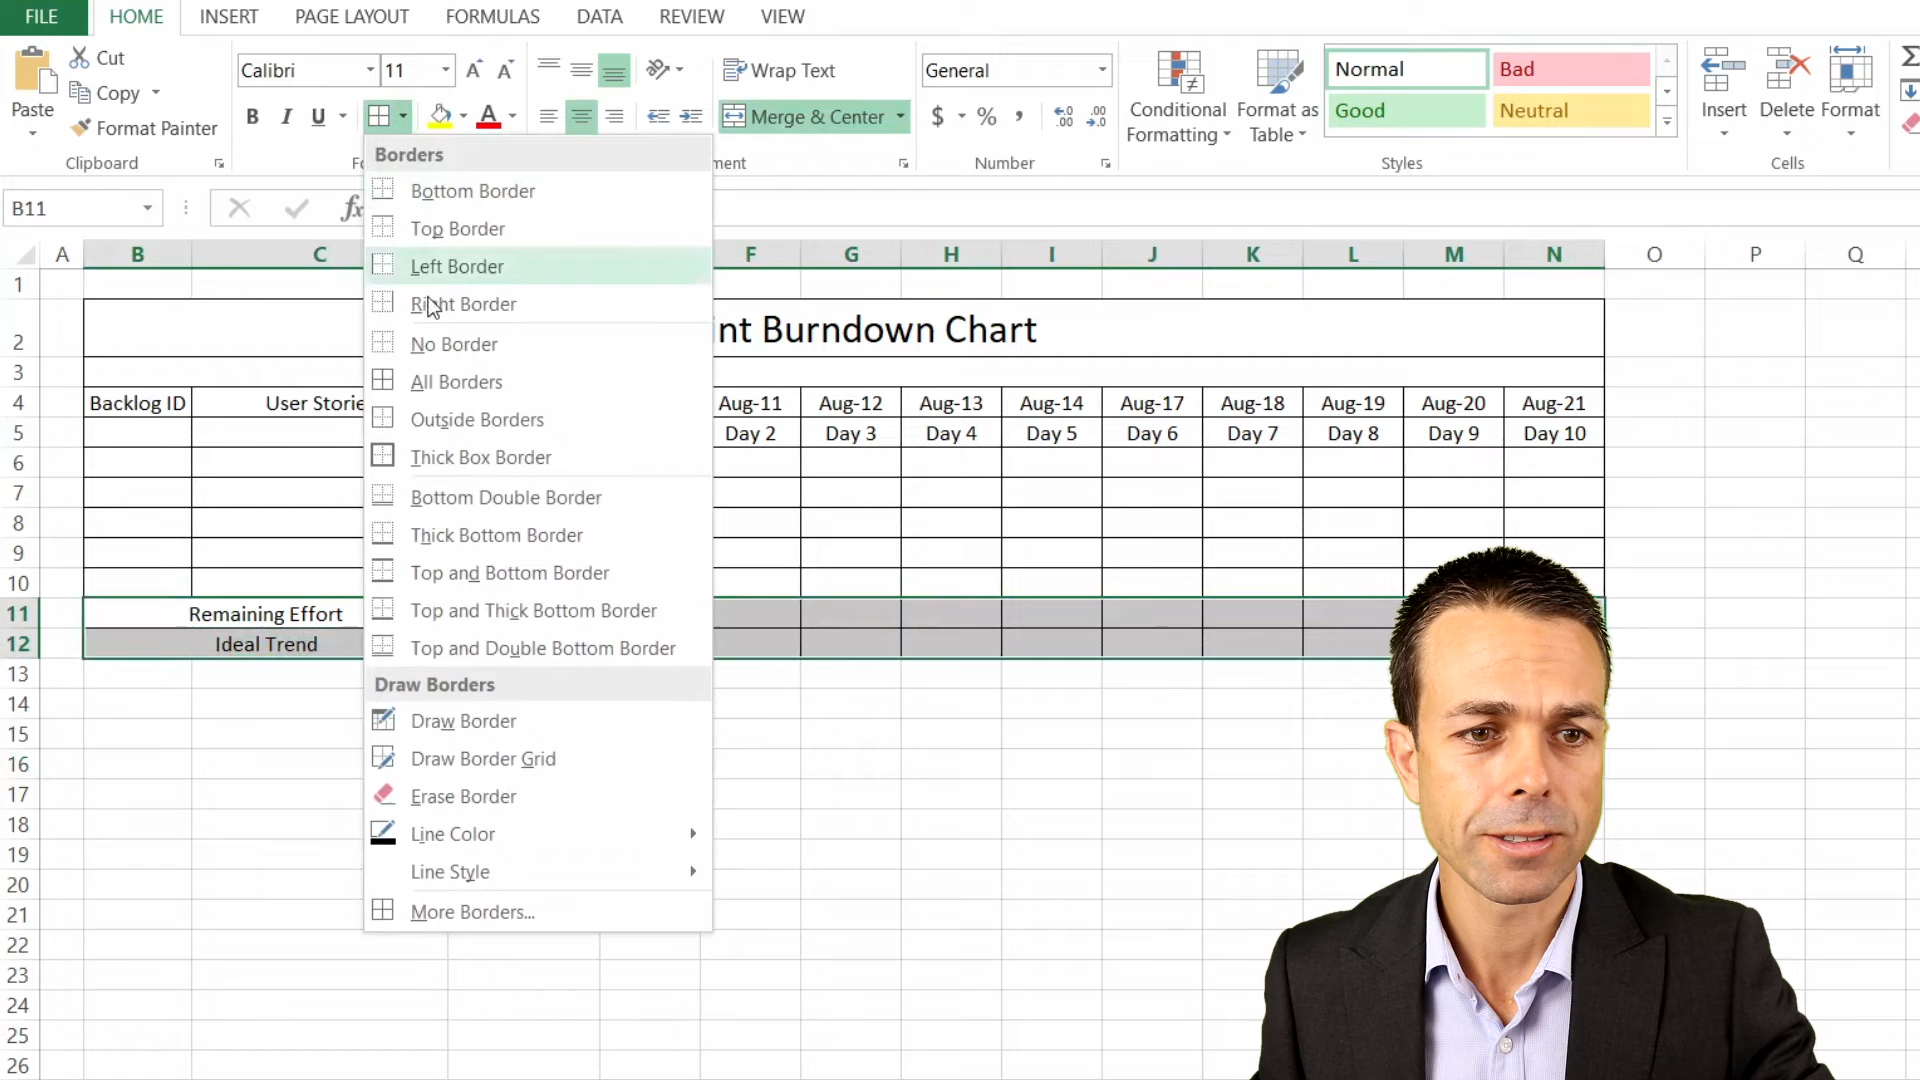 FILE HOME INSERT PAGE LAYOUT FORMULAS DATA REVIEW VIEW
Cut
Copy
Format Painter
Paste
Clipboard
Calibri 11
B I U
Wrap Text
Merge & Center
General
$ % ,
Number
Conditional Formatting
Format as Table
Normal Bad
Good Neutral
Styles
Insert Delete Format
Cells
B11
fx
Borders
Bottom Border
Top Border
Left Border
Right Border
No Border
All Borders
Outside Borders
Thick Box Border
Bottom Double Border
Thick Bottom Border
Top and Bottom Border
Top and Thick Bottom Border
Top and Double Bottom Border
Draw Borders
Draw Border
Draw Border Grid
Erase Border
Line Color
Line Style
More Borders...
A B C F G H I J K L M N O P Q
1
2 int Burndown Chart
3
4 Backlog ID User Storie Aug-11 Aug-12 Aug-13 Aug-14 Aug-17 Aug-18 Aug-19 Aug-20 Aug-21
5 Day 2 Day 3 Day 4 Day 5 Day 6 Day 7 Day 8 Day 9 Day 10
6
7
8
9
10
11 Remaining Effort
12 Ideal Trend
13
14
15
16
17
18
19
20
21
22
23
24
25
26